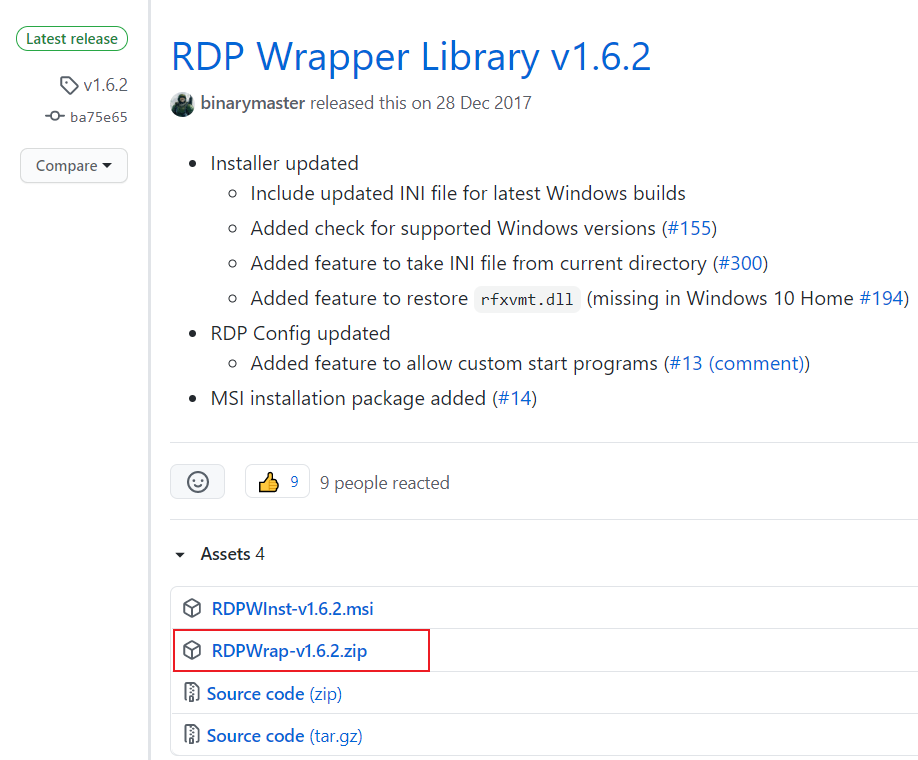 Latest release
v1.6.2
ba75e65
Compare
RDP Wrapper Library v1.6.2
binarymaster released this on 28 Dec 2017
Installer updated
Include updated INI file for latest Windows builds
Added check for supported Windows versions (#155)
Added feature to take INI file from current directory (#300)
Added feature to restore rfxvmt.dll (missing in Windows 10 Home #194)
RDP Config updated
Added feature to allow custom start programs (#13 (comment))
MSI installation package added (#14)
9 9 people reacted
Assets 4
RDPWInst-v1.6.2.msi
RDPWrap-v1.6.2.zip
Source code (zip)
Source code (tar.gz)